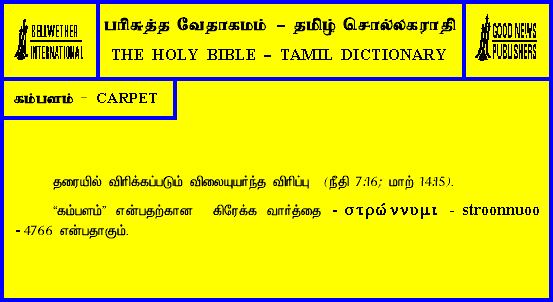 BELLWETHER
INTERNATIONAL
பரிசுத்த வேதாகமம் – தமிழ் சொல்லகராதி
THE HOLY BIBLE – TAMIL DICTIONARY
GOOD NEWS
PUBLISHERS
கம்பளம் – CARPET
தரையில் விரிக்கப்படும் விலையுயர்ந்த விரிப்பு (நீதி 7:16; மாற் 14:15).
“கம்பளம்” என்பதற்கான கிரேக்க வார்த்தை - στρώννυμι - stroonnuoo
- 4766 என்பதாகும்.